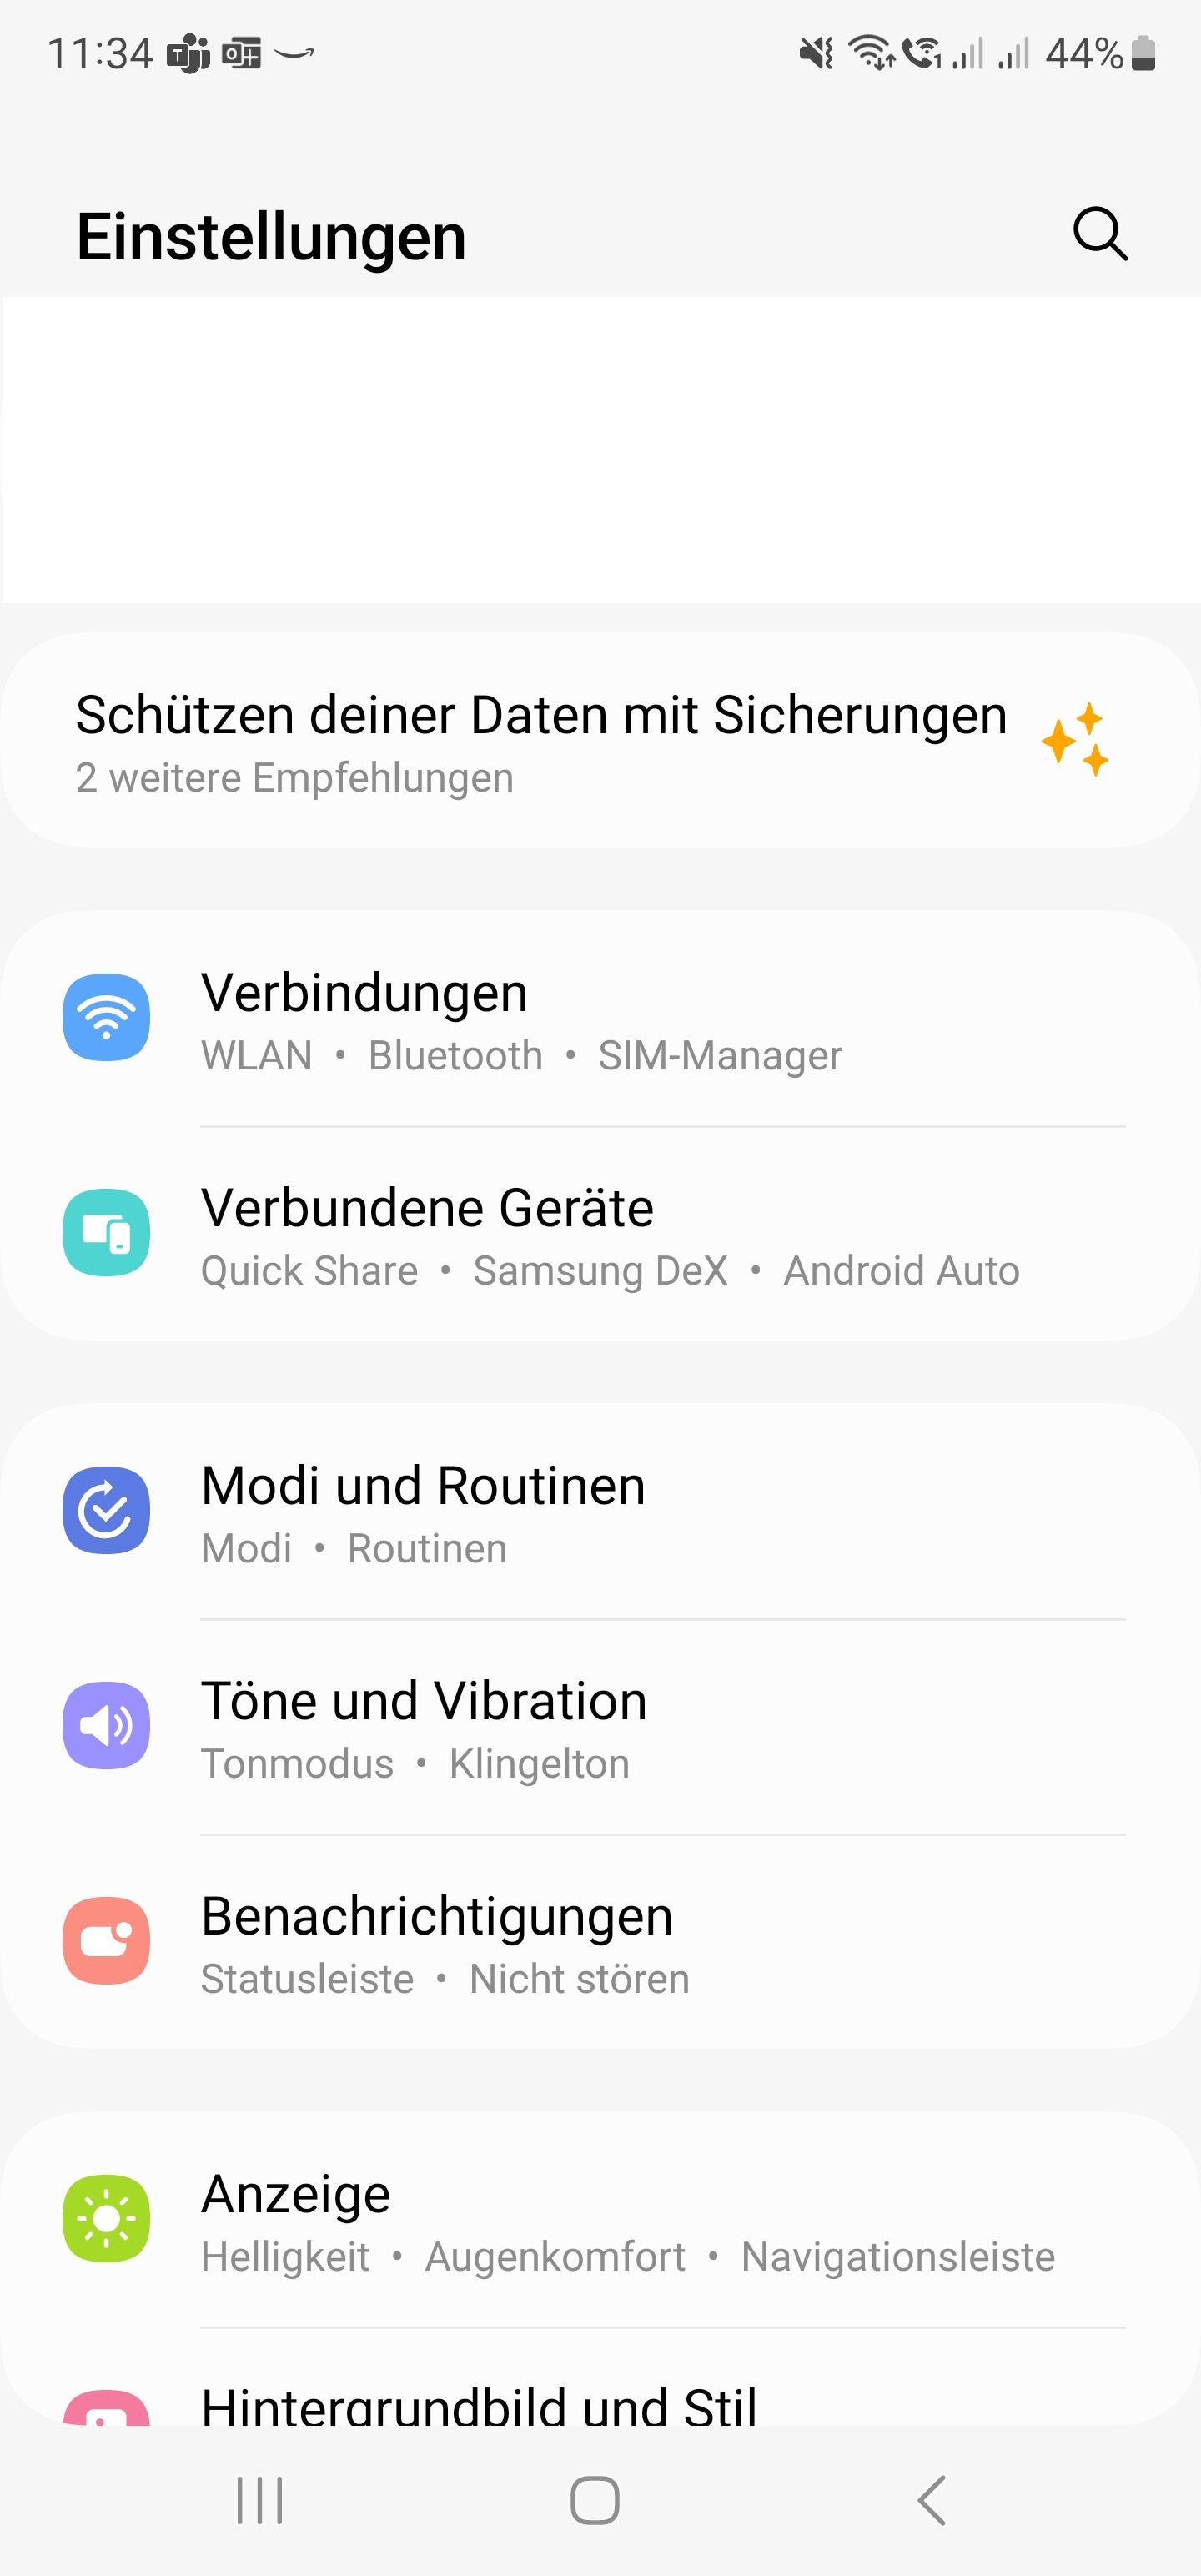 11:34
44%
Einstellungen
Schützen deiner Daten mit Sicherungen
2 weitere Empfehlungen
Verbindungen
WLAN • Bluetooth • SIM-Manager
Verbundene Geräte
Quick Share • Samsung DeX • Android Auto
Modi und Routinen
Modi • Routinen
Töne und Vibration
Tonmodus • Klingelton
Benachrichtigungen
Statusleiste • Nicht stören
Anzeige
Helligkeit • Augenkomfort • Navigationsleiste
Hintergrundbild und Stil